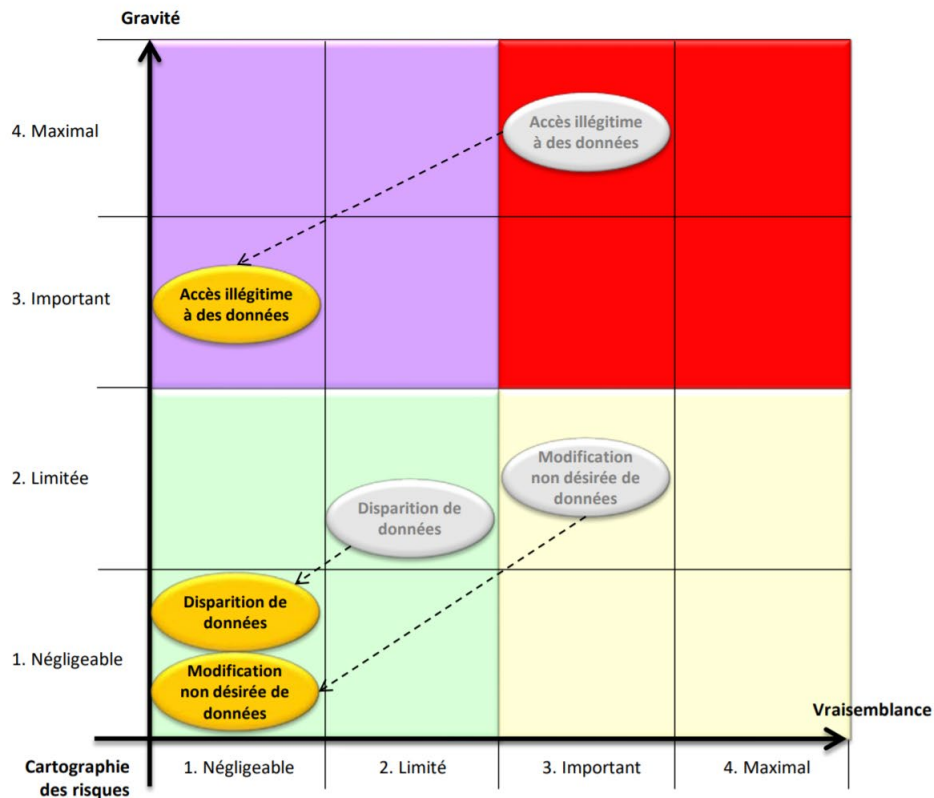 Gravité
4. Maximal
Accès illégitime
à des données
3. Important
Accès illégitime
à des données
2. Limitée
Modification
non désirée de
données
Disparition de
données
Disparition de
données
1. Négligeable
Modification
non désirée de
données
Vraisemblance
Cartographie
des risques
1. Négligeable
2. Limité
3. Important
4. Maximal